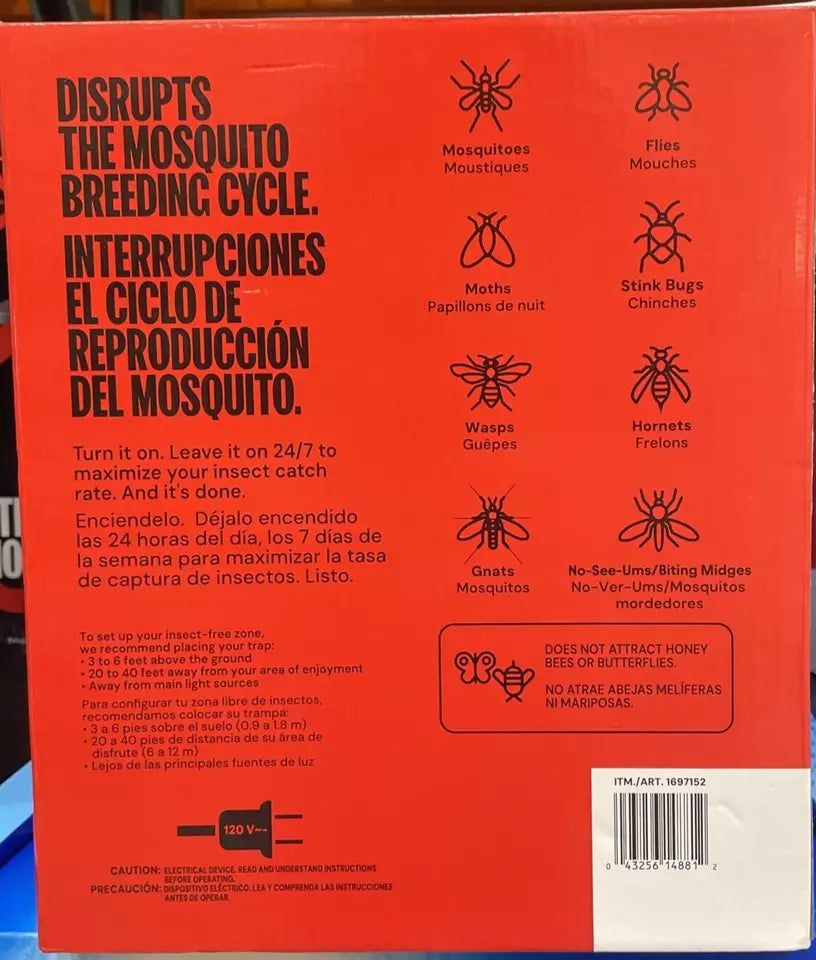 DISRUPTS
THE MOSQUITO
BREEDING CYCLE.
INTERRUPCIONES
EL CICLO DE
REPRODUCCIÓN
DEL MOSQUITO.
Turn it on. Leave it on 24/7 to
maximize your insect catch
rate. And it's done.
Enciendelo. Déjalo encendido
las 24 horas del día, los 7 días de
la semana para maximizar la tasa
de captura de insectos. Listo.
To set up your insect-free zone,
we recommend placing your trap:
• 3 to 6 feet above the ground
• 20 to 40 feet away from your area of enjoyment
• Away from main light sources
Para configurar tu zona libre de insectos,
recomendamos colocar su trampa:
• 3 a 6 pies sobre el suelo (0.9 a 1.8 m)
• 20 a 40 pies de distancia de su área de
disfrute (6 a 12 m)
• Lejos de las principales fuentes de luz
120 V~
CAUTION: ELECTRICAL DEVICE. READ AND UNDERSTAND INSTRUCTIONS
BEFORE OPERATING.
PRECAUCIÓN: DISPOSITIVO ELÉCTRICO. LEA Y COMPRENDA LAS INSTRUCCIONES
ANTES DE OPERAR.
Mosquitoes
Moustiques
Flies
Mouches
Moths
Papillons de nuit
Stink Bugs
Chinches
Wasps
Guêpes
Hornets
Frelons
Gnats
Mosquitos
No-See-Ums/Biting Midges
No-Ver-Ums/Mosquitos
mordedores
DOES NOT ATTRACT HONEY
BEES OR BUTTERFLIES.
NO ATRAE ABEJAS MELÍFERAS
NI MARIPOSAS.
ITM./ART. 1697152
0 43256 14881 2